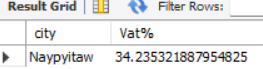 Result Grid Filter Rows:
city Vat%
Naypyitaw 34.235321887954825